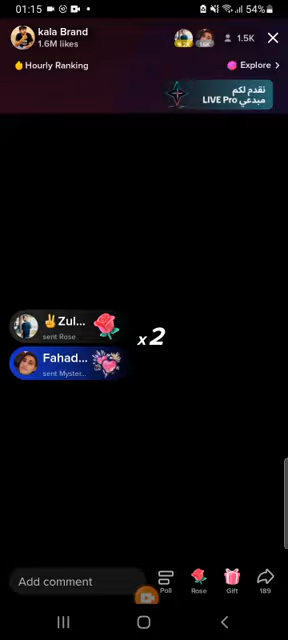 01:15
54%
kala Brand
1.6M likes
16K
1.5K
Hourly Ranking
Explore >
نقدم لكم
مبدعي LIVE Pro
✌️Zul...
sent Rose
x2
Fahad...
sent Myster...
Add comment
Poll
Rose
Gift
189